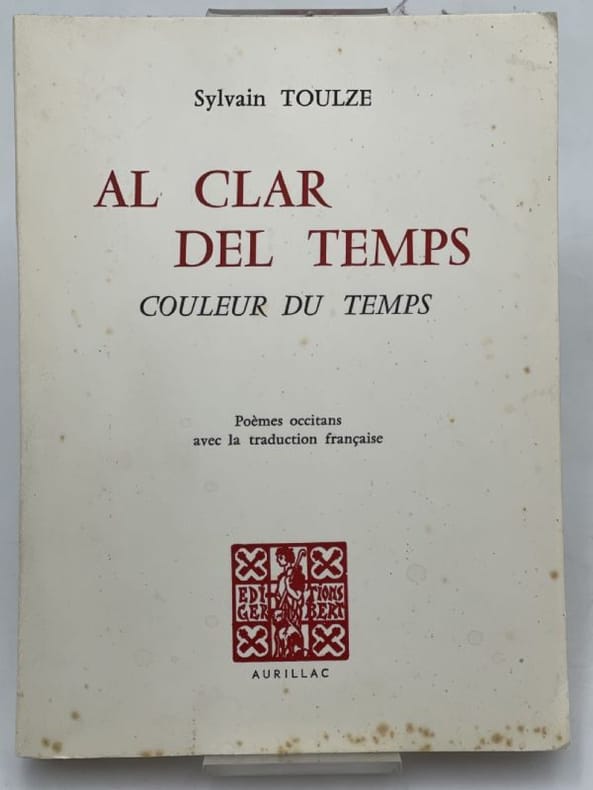 Sylvain TOULZE
AL CLAR
DEL TEMPS
COULEUR DU TEMPS
Poèmes occitans
avec la traduction française
EDI TIONS
GER BERT
AURILLAC